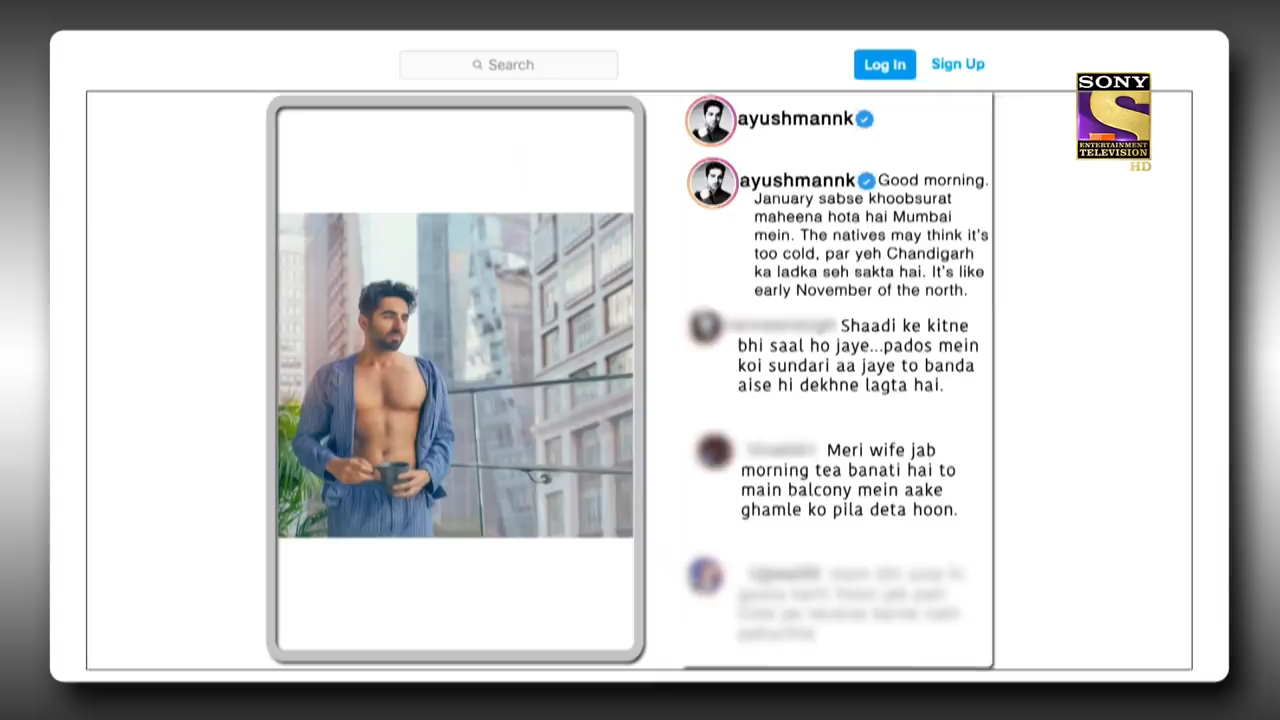 Search
Log In
Sign Up
SONY
ENTERTAINMENT
TELEVISION
HD
ayushmannk
ayushmannk Good morning.
January sabse khoobsurat
maheena hota hai Mumbai
mein. The natives may think it's
too cold, par yeh Chandigarh
ka ladka seh sakta hai. It's like
early November of the north.
Shaadi ke kitne
bhi saal ho jaye...pados mein
koi sundari aa jaye to banda
aise hi dekhne lagta hai.
Meri wife jab
morning tea banati hai to
main balcony mein aake
ghamle ko pila deta hoon.